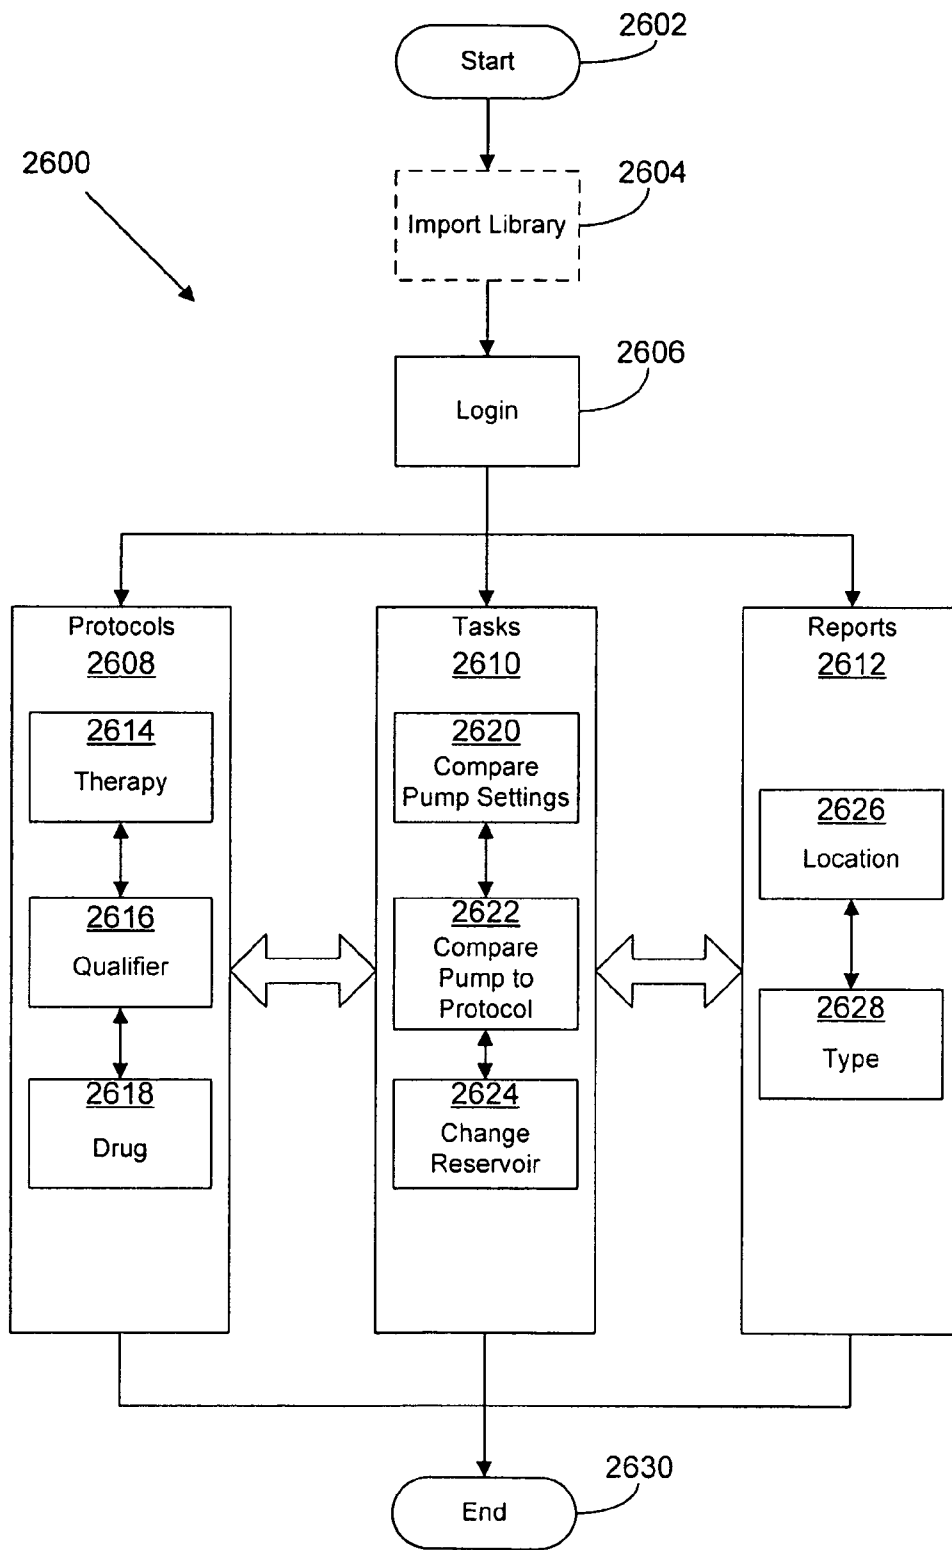 2602
Start
2600
2604
Import Library
2606
Login
Protocols
2608
2614
Therapy
2616
Qualifier
2618
Drug
Tasks
2610
2620
Compare
Pump Settings
2622
Compare
Pump to
Protocol
2624
Change
Reservoir
Reports
2612
2626
Location
2628
Type
2630
End